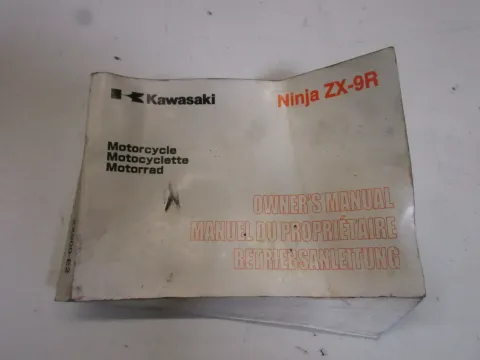 Kawasaki
Ninja ZX-9R
Motorcycle
Motocyclette
Motorrad
OWNER'S MANUAL
MANUEL DU PROPRIÉTAIRE
BETRIEBSANLEITUNG